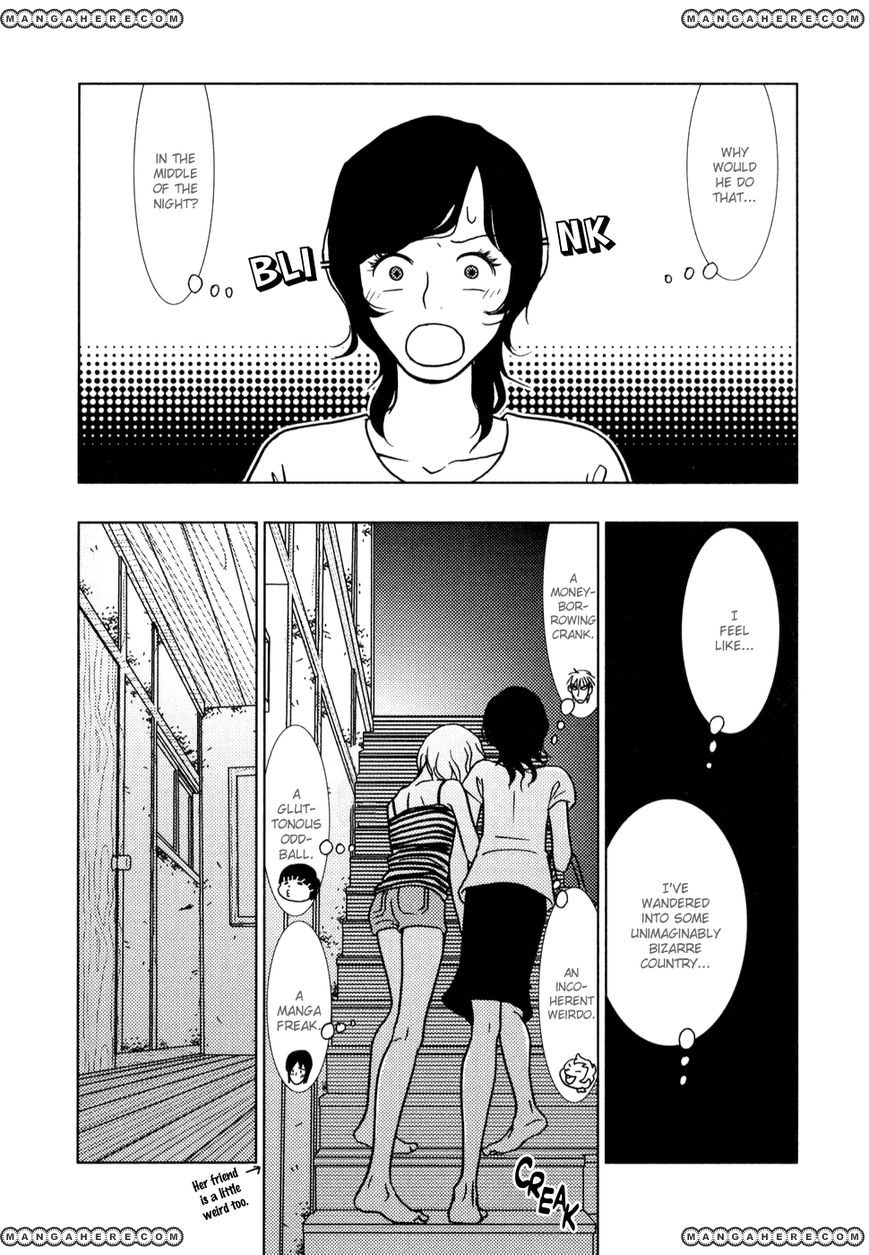 MANGAHERE.COM
MANGAHERE.COM
WHY
WOULD
HE DO
THAT...
IN THE
MIDDLE
OF THE
NIGHT?
BLI
NK
I
FEEL
LIKE...
I'VE
WANDERED
INTO SOME
UNIMAGINABLY
BIZARRE
COUNTRY...
A
MONEY-
BOR-
ROWING
CRANK.
AN
INCO-
HERENT
WEIRDO.
A
GLUT-
TONOUS
ODD-
BALL.
A
MANGA
FREAK.
CREAK
Her friend
is a little
weird too.
MANGAHERE.COM
MANGAHERE.COM